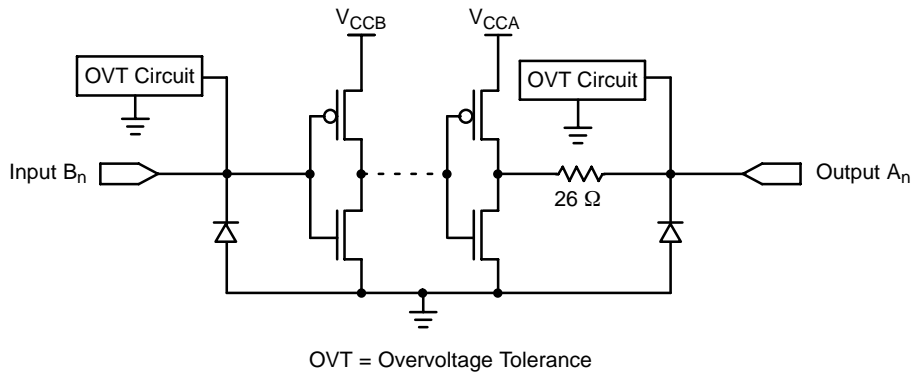 V_CCB
V_CCA
OVT Circuit
OVT Circuit
Input B_n
Output A_n
26 Ω
OVT = Overvoltage Tolerance